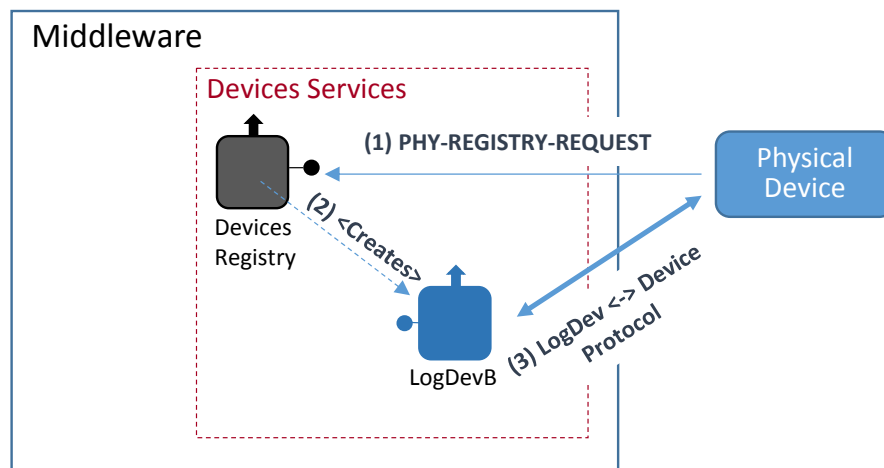 Middleware
Devices Services
(1) PHY-REGISTRY-REQUEST
Physical
Device
Devices
Registry
(2) <Creates>
LogDevB
(3) LogDev <-> Device
Protocol